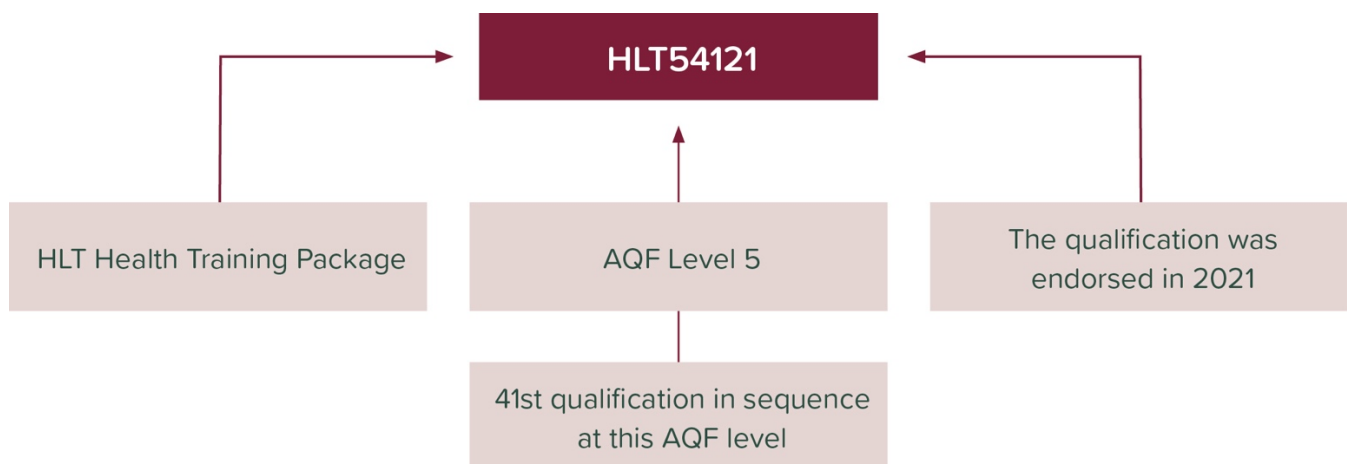 HLT54121
HLT Health Training Package
AQF Level 5
The qualification was
endorsed in 2021
41st qualification in sequence
at this AQF level